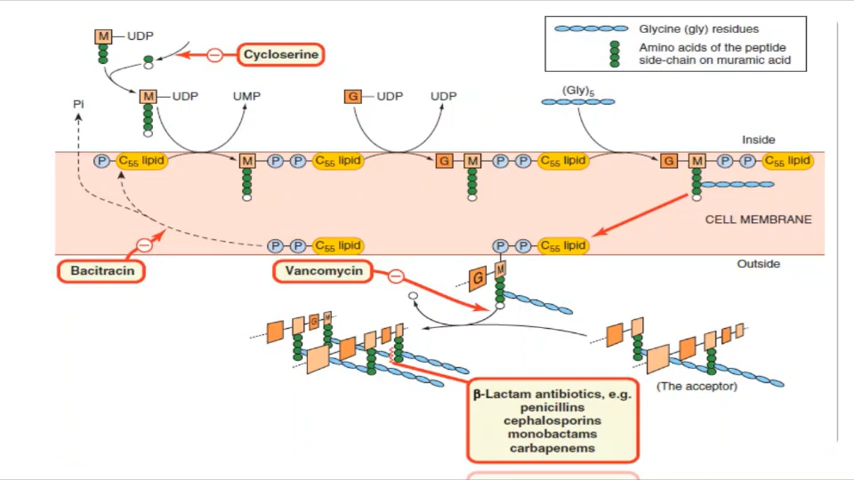 Glycine (gly) residues
Amino acids of the peptide
side-chain on muramic acid
M UDP
Cycloserine
M UDP
UMP
G UDP
UDP
(Gly)5
Pi
Inside
P C55 lipid
M P P C55 lipid
G M P P C55 lipid
G M P P C55 lipid
CELL MEMBRANE
P P C55 lipid
P P C55 lipid
Outside
Bacitracin
Vancomycin
G M
G M
(The acceptor)
β-Lactam antibiotics, e.g.
penicillins
cephalosporins
monobactams
carbapenems